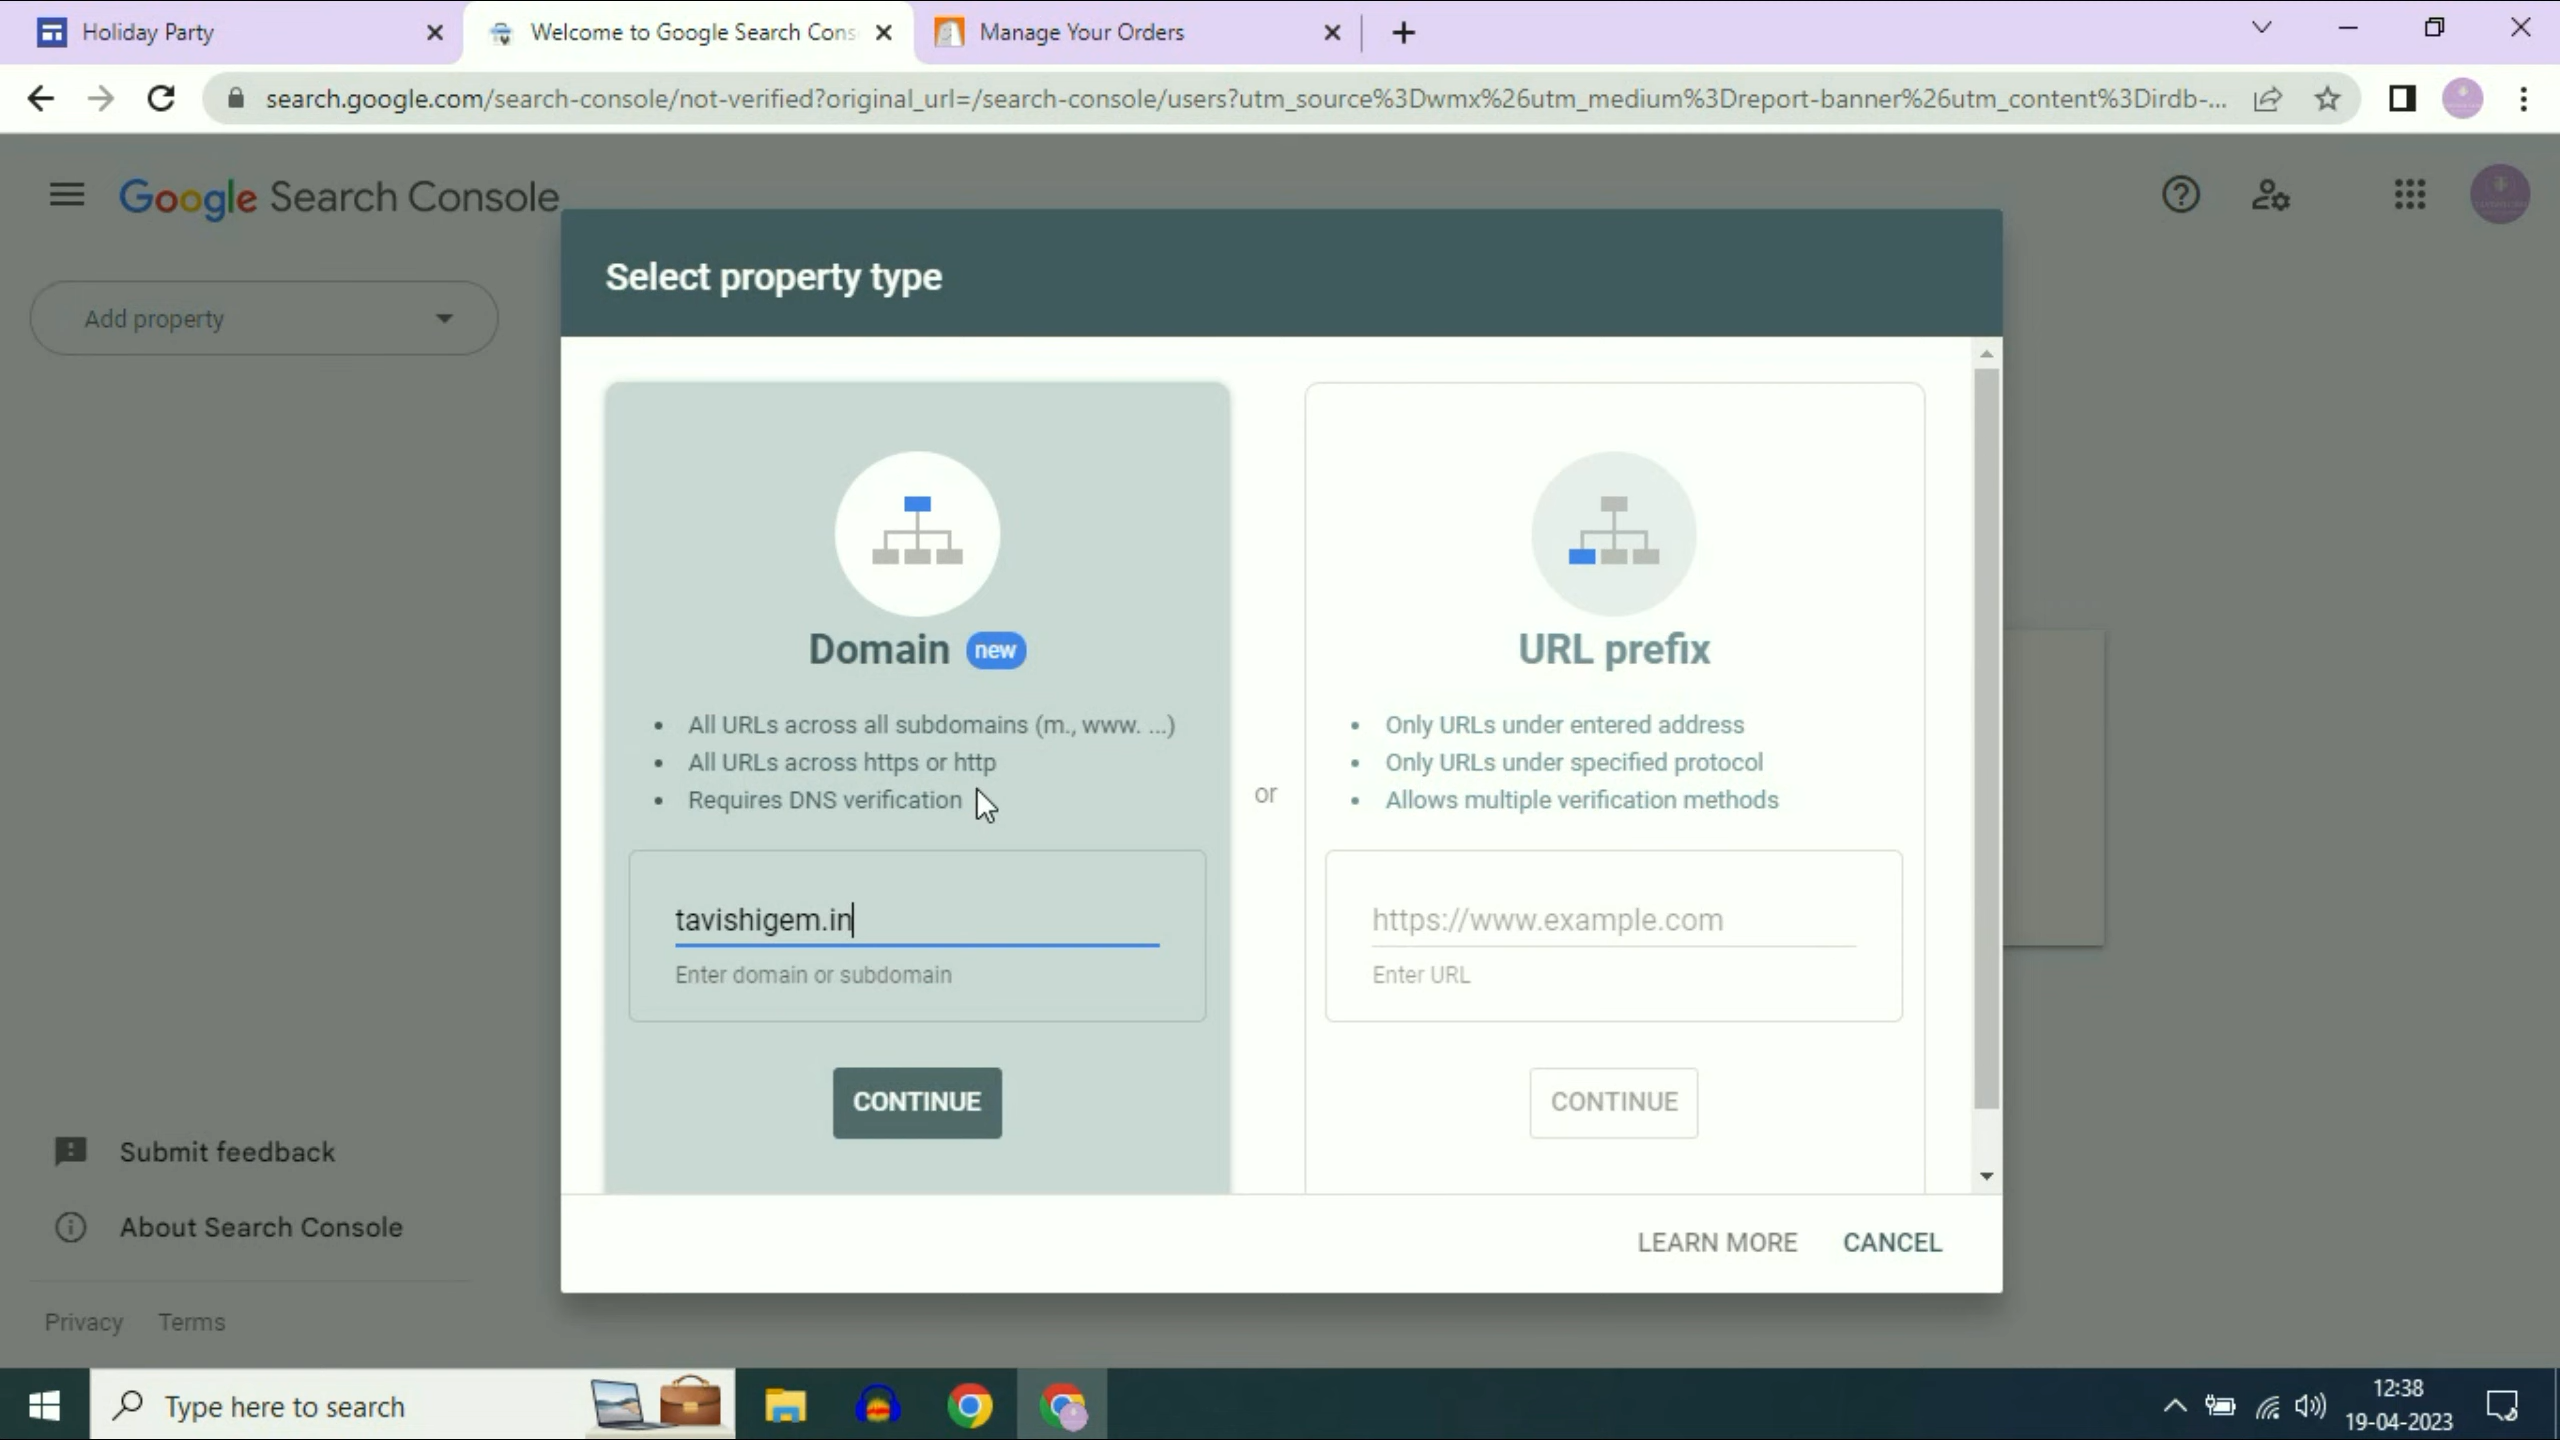 Holiday Party
Welcome to Google Search Cons
Manage Your Orders
search.google.com/search-console/not-verified?original_url=/search-console/users?utm_source%3Dwmx%26utm_medium%3Dreport-banner%26utm_content%3Dirdb-...
Google Search Console
Add property
Select property type
Domain new
All URLs across all subdomains (m., www. ...)
All URLs across https or http
Requires DNS verification
tavishigem.in
Enter domain or subdomain
CONTINUE
or
URL prefix
Only URLs under entered address
Only URLs under specified protocol
Allows multiple verification methods
https://www.example.com
Enter URL
CONTINUE
LEARN MORE CANCEL
Submit feedback
About Search Console
Privacy Terms
Type here to search
12:38
19-04-2023